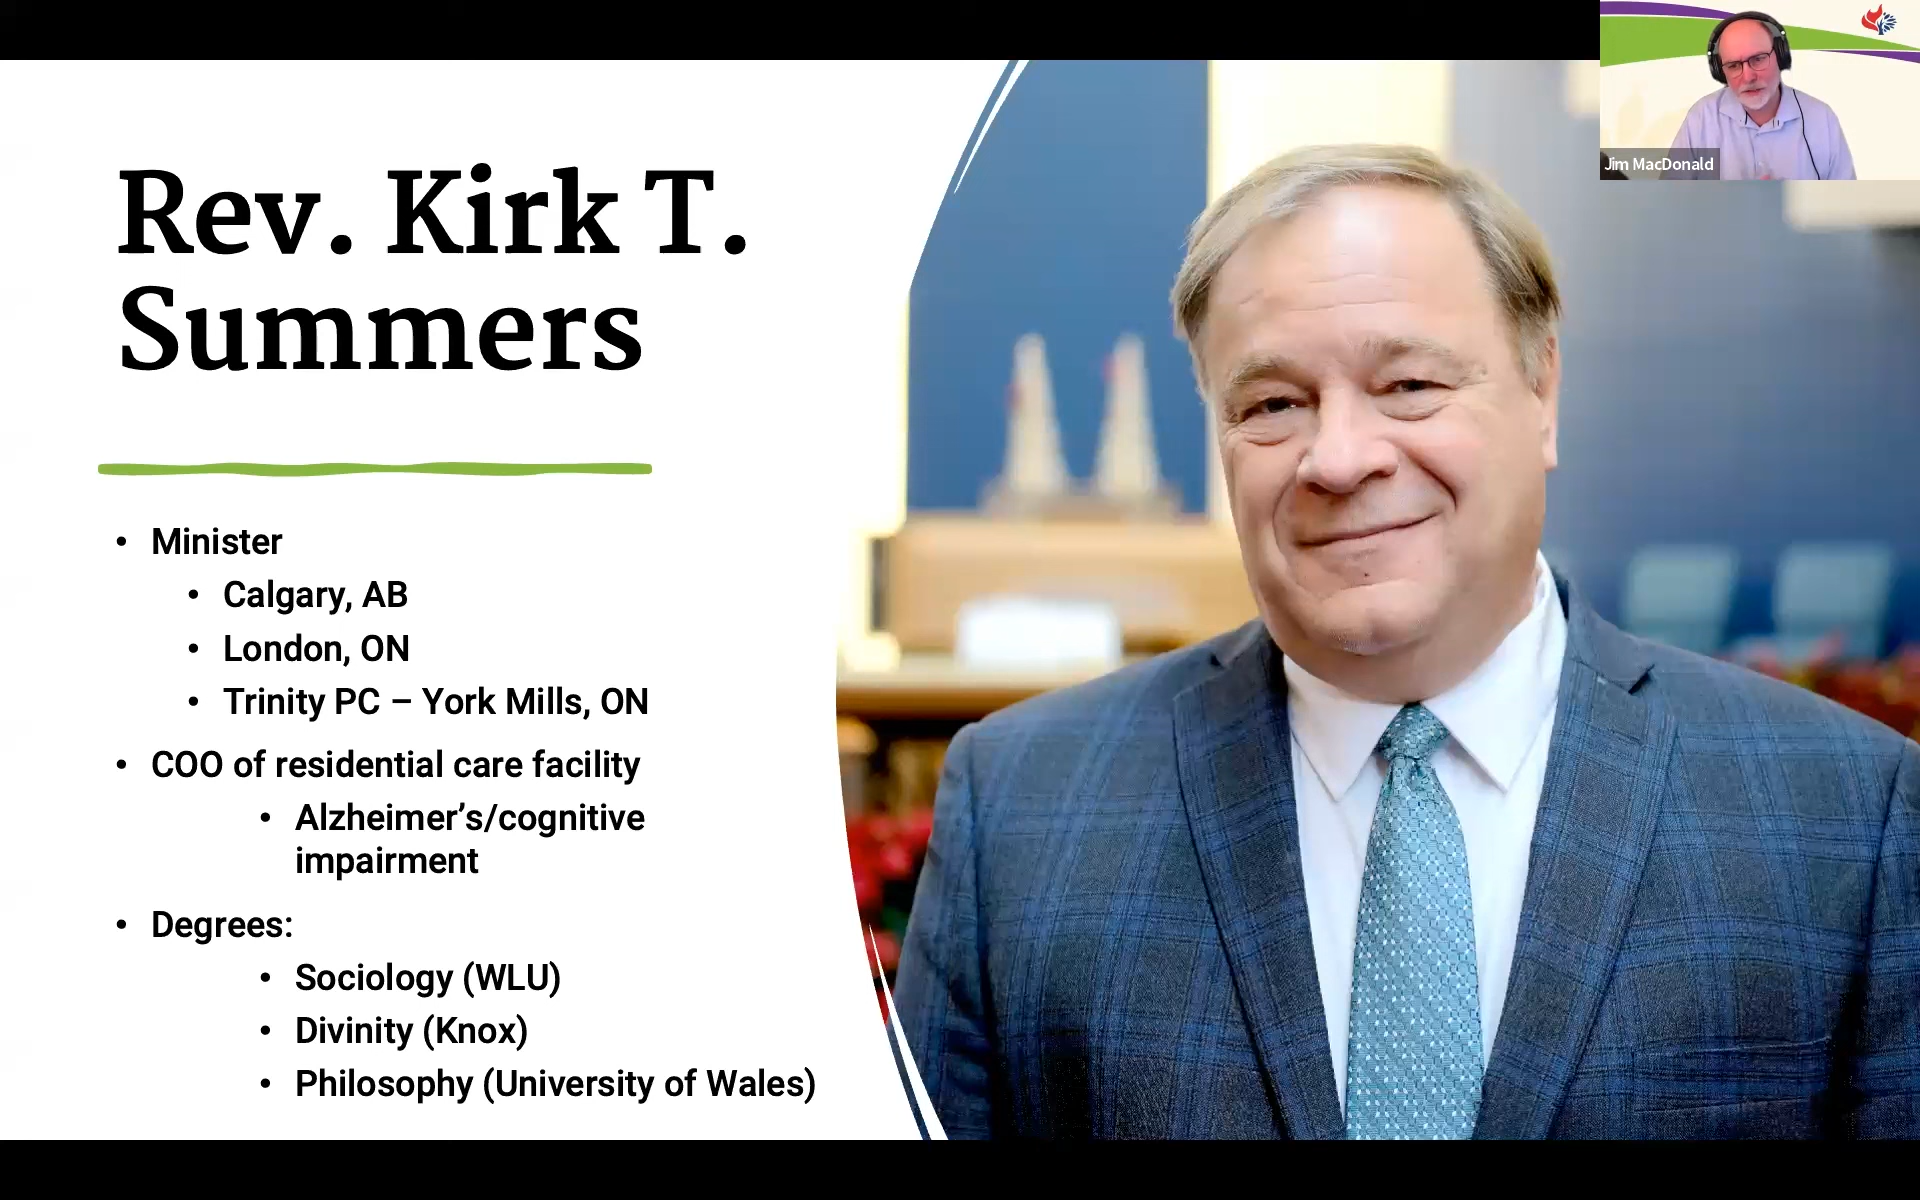 Jim MacDonald
Rev. Kirk T.
Summers
• Minister
• Calgary, AB
• London, ON
• Trinity PC – York Mills, ON
• COO of residential care facility
• Alzheimer’s/cognitive
impairment
• Degrees:
• Sociology (WLU)
• Divinity (Knox)
• Philosophy (University of Wales)